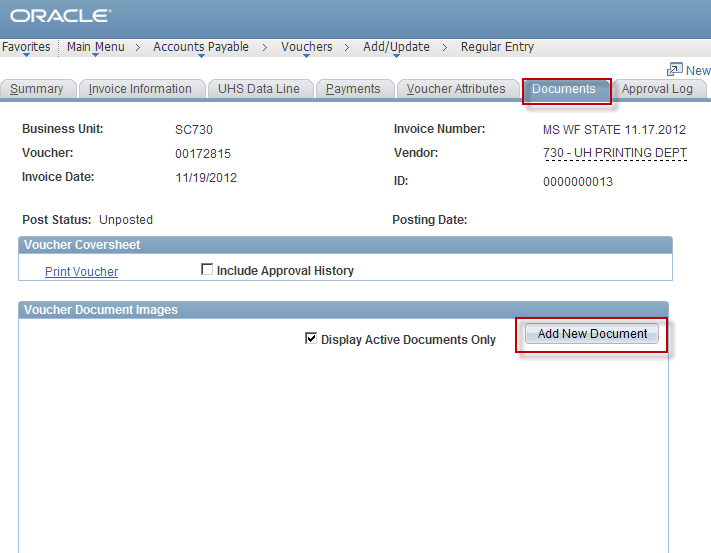 ORACLE®
Favorites Main Menu > Accounts Payable > Vouchers > Add/Update > Regular Entry
New
Summary Invoice Information UHS Data Line Payments Voucher Attributes Documents Approval Log
Business Unit: SC730 Invoice Number: MS WF STATE 11.17.2012
Voucher: 00172815 Vendor: 730 - UH PRINTING DEPT
Invoice Date: 11/19/2012 ID: 0000000013
Post Status: Unposted Posting Date:
Voucher Coversheet
Print Voucher Include Approval History
Voucher Document Images
Display Active Documents Only Add New Document